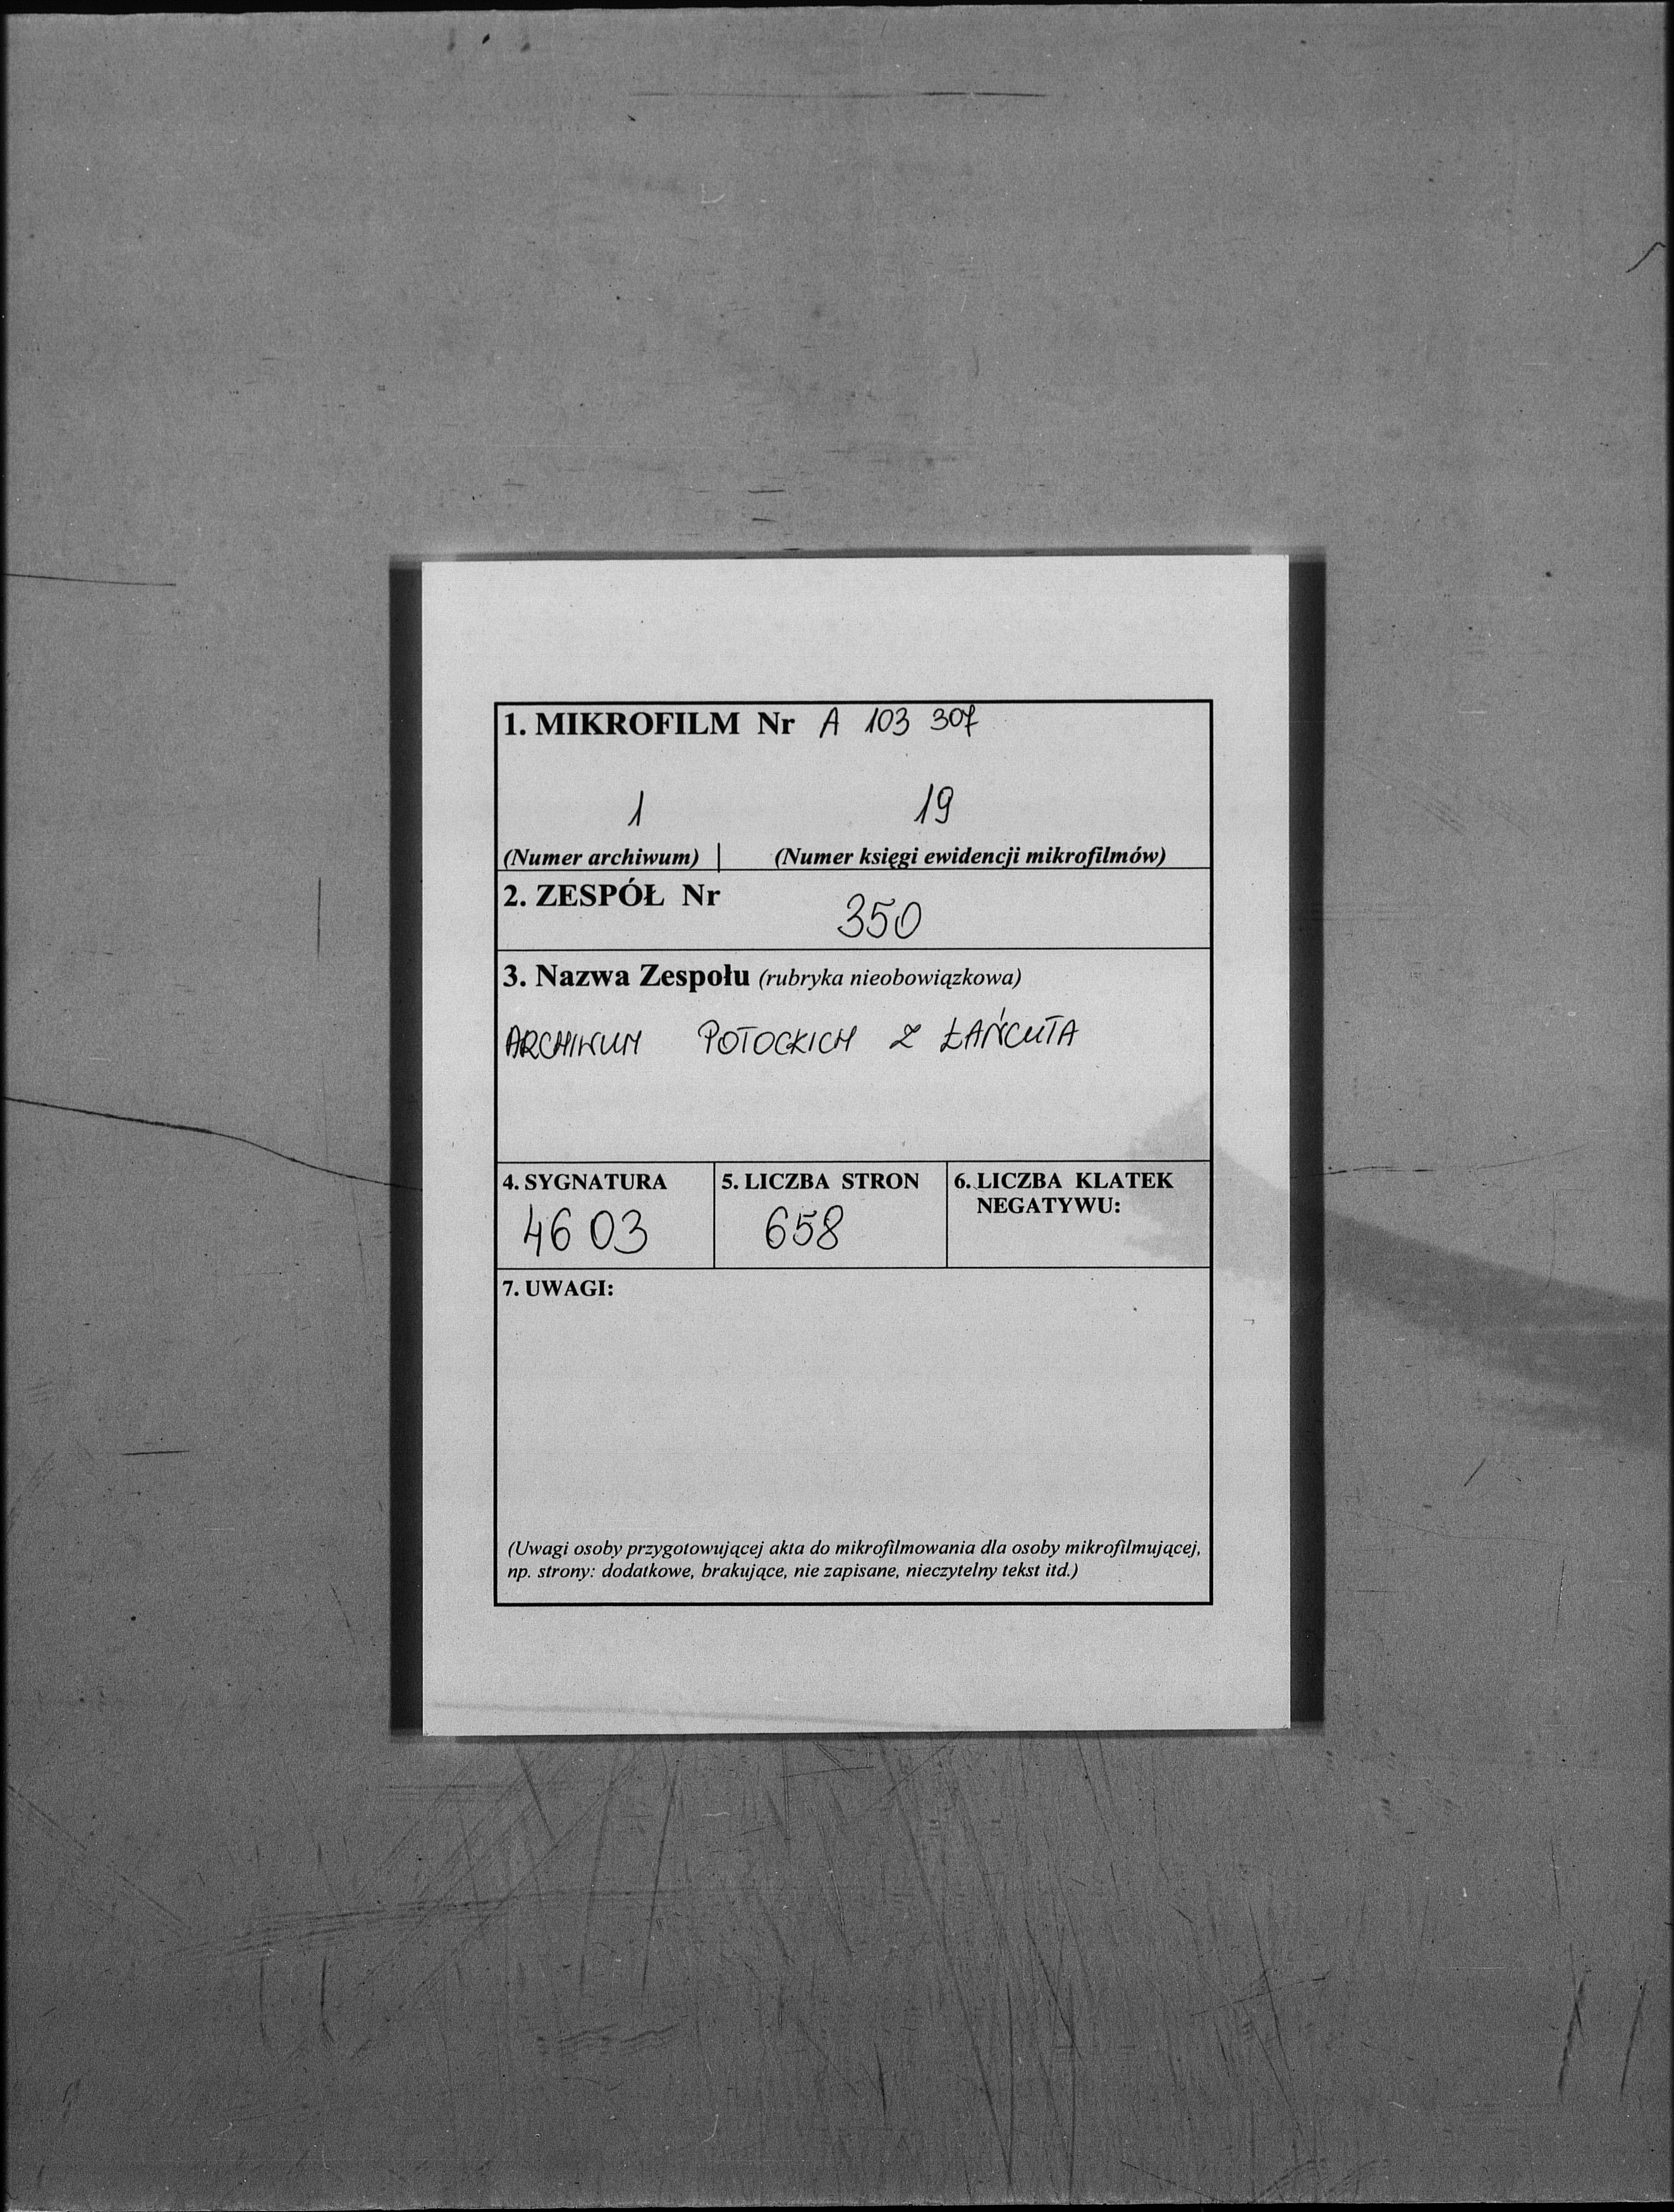 1. MIKROFILM Nr A 103 307
1 19
(Numer archiwum) | (Numer księgi ewidencji mikrofilmów)
2. ZESPÓŁ Nr
350
3. Nazwa Zespołu (rubryka nieobowiązkowa)
ARCHIWUM POTOCKICH Z ŁAŃCUTA
4. SYGNATURA 5. LICZBA STRON 6. LICZBA KLATEK
NEGATYWU:
4603 658
7. UWAGI:
(Uwagi osoby przygotowującej akta do mikrofilmowania dla osoby mikrofilmującej,
np. strony: dodatkowe, brakujące, nie zapisane, nieczytelny tekst itd.)